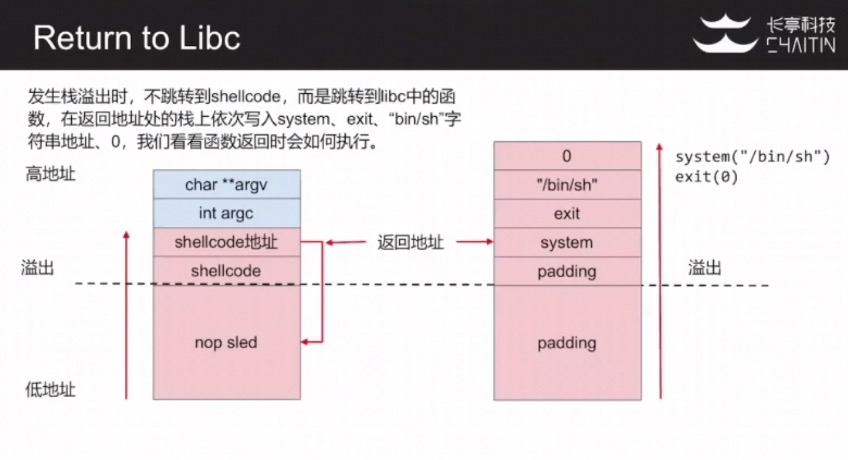 Return to Libc
长亭科技
CHAITIN
发生栈溢出时，不跳转到shellcode，而是跳转到libc中的函
数，在返回地址处的栈上依次写入system、exit、“bin/sh”字
符串地址、0，我们看看函数返回时会如何执行。
高地址
char **argv
int argc
shellcode地址
shellcode
nop sled
溢出
低地址
返回地址
0
"/bin/sh"
exit
system
padding
padding
system("/bin/sh")
exit(0)
溢出